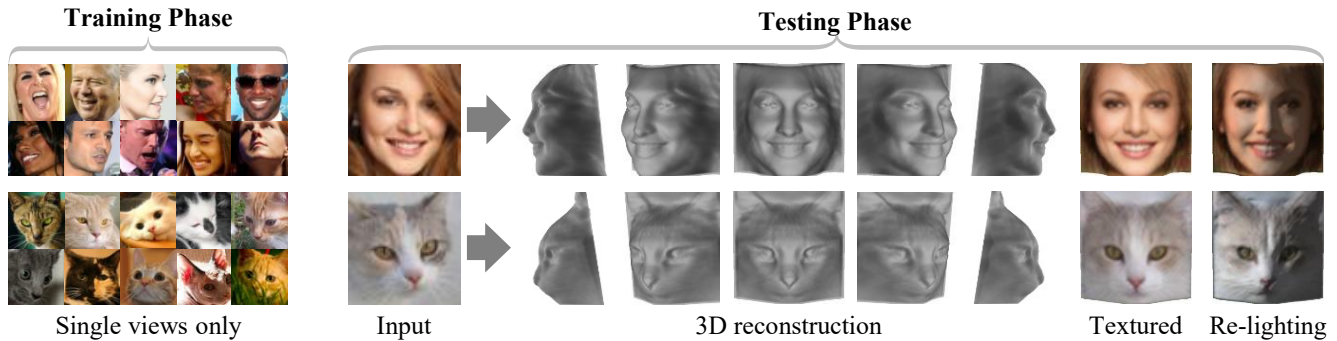 Training Phase
Testing Phase
Single views only
Input
3D reconstruction
Textured
Re-lighting